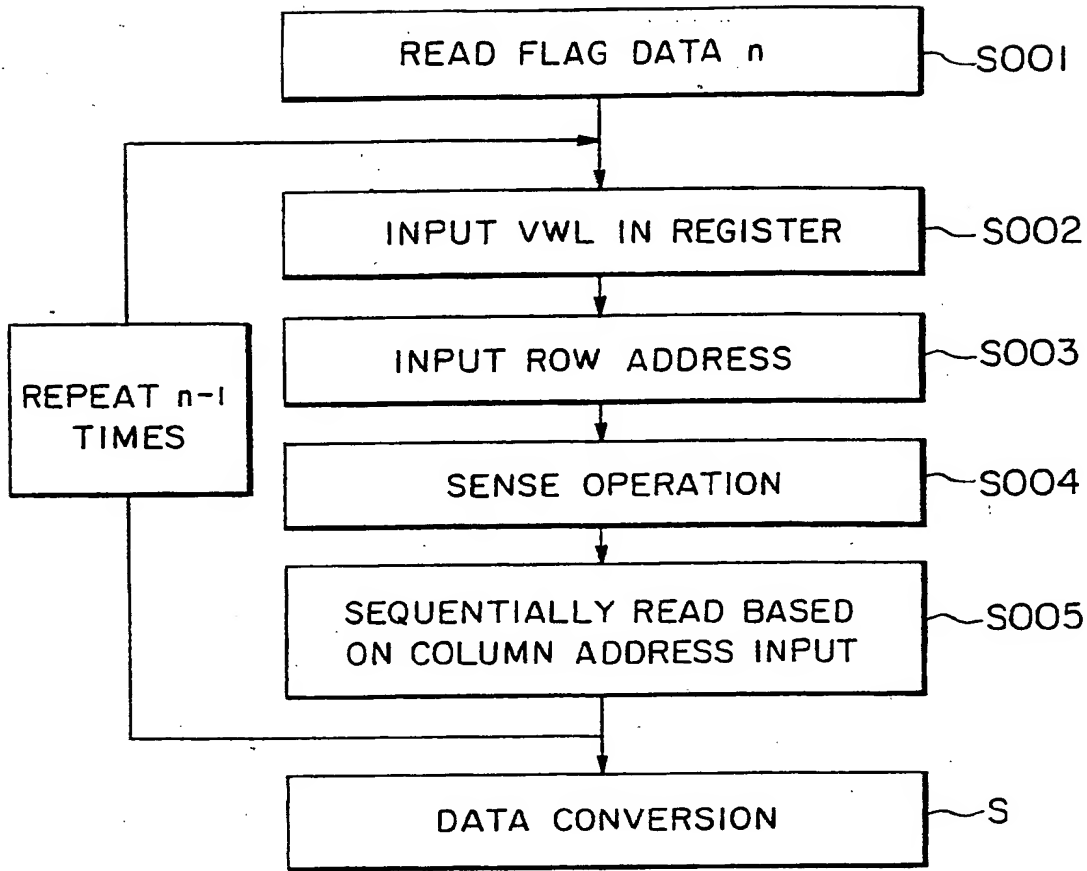 READ FLAG DATA n
S001
INPUT VWL IN REGISTER
S002
INPUT ROW ADDRESS
S003
REPEAT n-1
TIMES
SENSE OPERATION
S004
SEQUENTIALLY READ BASED
ON COLUMN ADDRESS INPUT
S005
DATA CONVERSION
S